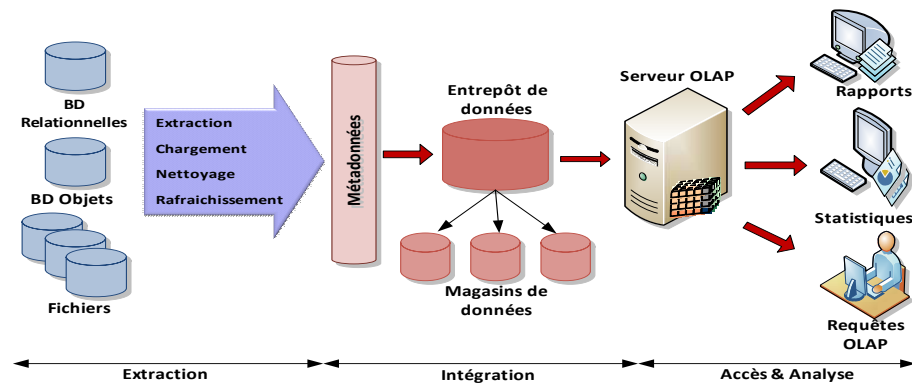 BD
Relationnelles
BD Objets
Fichiers
Extraction
Chargement
Nettoyage
Rafraichissement
Métadonnées
Entrepôt de
données
Magasins de
données
Serveur OLAP
Rapports
Statistiques
Requêtes
OLAP
Extraction
Intégration
Accès & Analyse